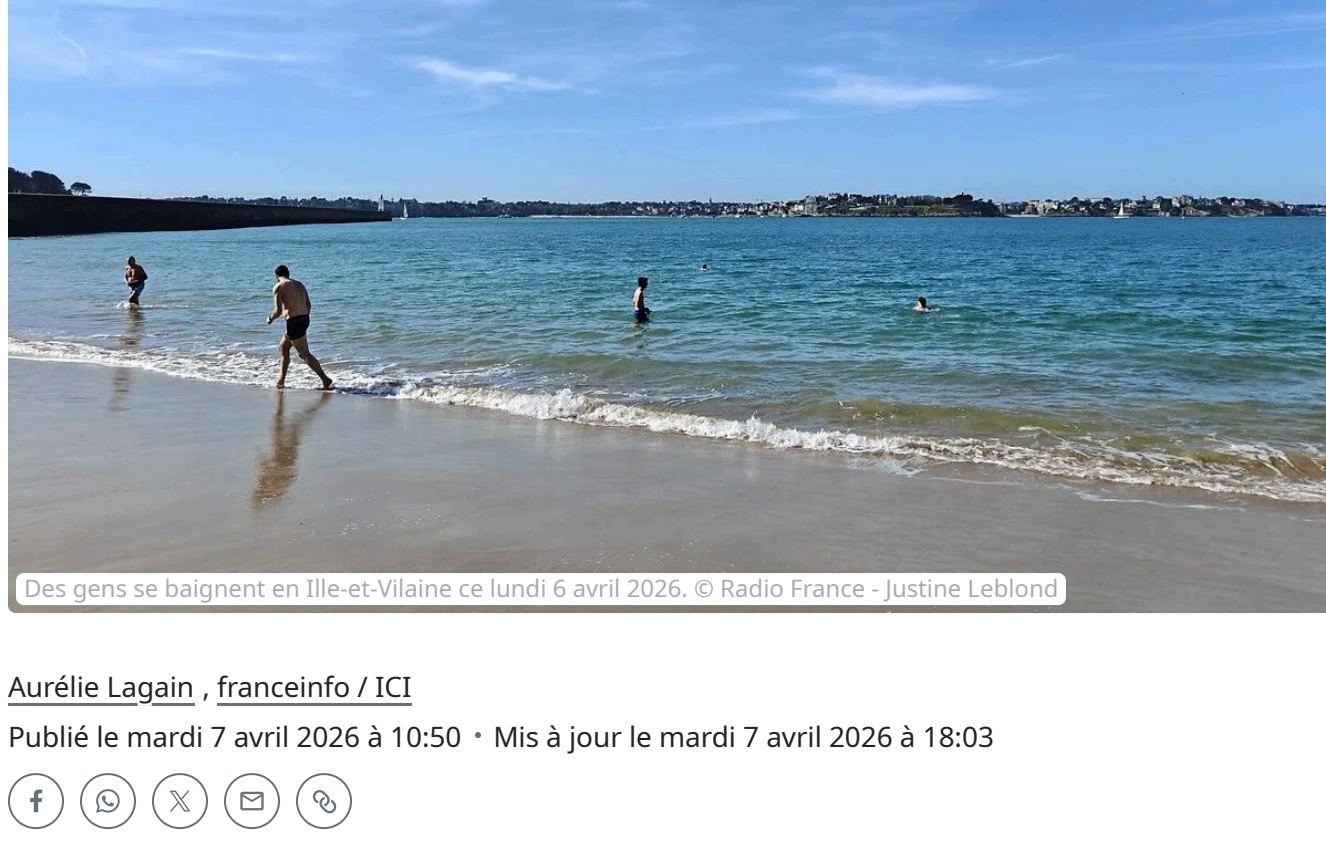 Des gens se baignent en Ille-et-Vilaine ce lundi 6 avril 2026. © Radio France - Justine Leblond
Aurélie Lagain , franceinfo / ICI
Publié le mardi 7 avril 2026 à 10:50 • Mis à jour le mardi 7 avril 2026 à 18:03